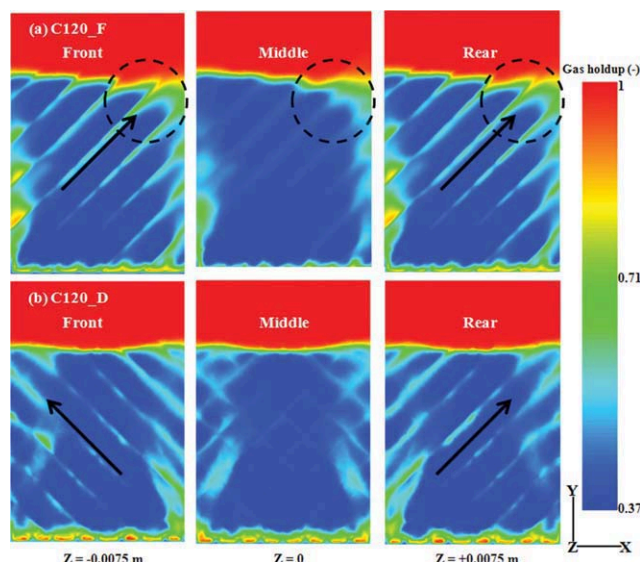 (a) C120_F
Front
Middle
Rear
Gas holdup (-)
1
0.71
0.37
(b) C120_D
Front
Middle
Rear
Y
Z
X
Z = -0.0075 m
Z = 0
Z = +0.0075 m